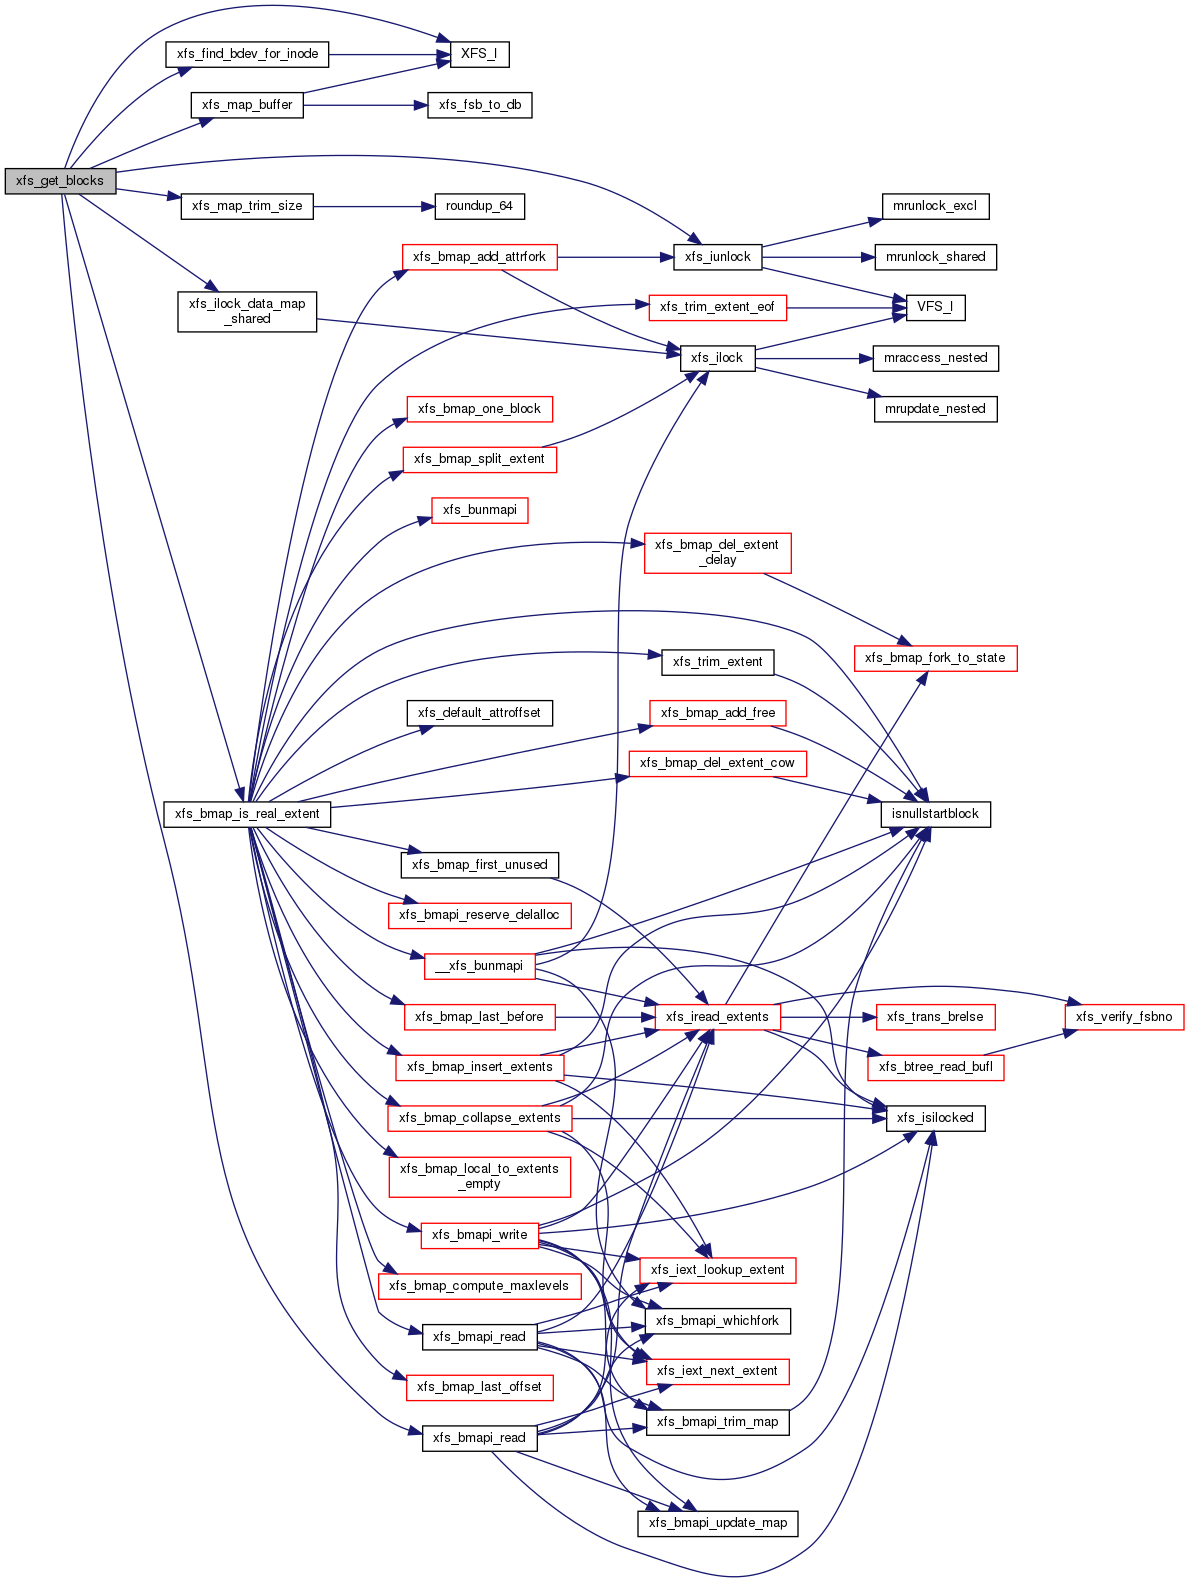 XFS_I
xfs_find_bdev_for_inode
xfs_map_buffer
xfs_fsb_to_db
xfs_get_blocks
xfs_map_trim_size
roundup_64
mrunlock_excl
xfs_bmap_add_attrfork
xfs_iunlock
mrunlock_shared
xfs_ilock_data_map
_shared
xfs_trim_extent_eof
VFS_I
xfs_ilock
mraccess_nested
xfs_bmap_one_block
mrupdate_nested
xfs_bmap_split_extent
xfs_bunmapi
xfs_bmap_del_extent
_delay
xfs_trim_extent
xfs_bmap_fork_to_state
xfs_default_attroffset
xfs_bmap_add_free
xfs_bmap_del_extent_cow
xfs_bmap_is_real_extent
isnullstartblock
xfs_bmap_first_unused
xfs_bmapi_reserve_delalloc
__xfs_bunmapi
xfs_bmap_last_before
xfs_iread_extents
xfs_trans_brelse
xfs_verify_fsbno
xfs_bmap_insert_extents
xfs_btree_read_bufl
xfs_bmap_collapse_extents
xfs_isilocked
xfs_bmap_local_to_extents
_empty
xfs_bmapi_write
xfs_iext_lookup_extent
xfs_bmap_compute_maxlevels
xfs_bmapi_whichfork
xfs_bmapi_read
xfs_iext_next_extent
xfs_bmap_last_offset
xfs_bmapi_trim_map
xfs_bmapi_read
xfs_bmapi_update_map